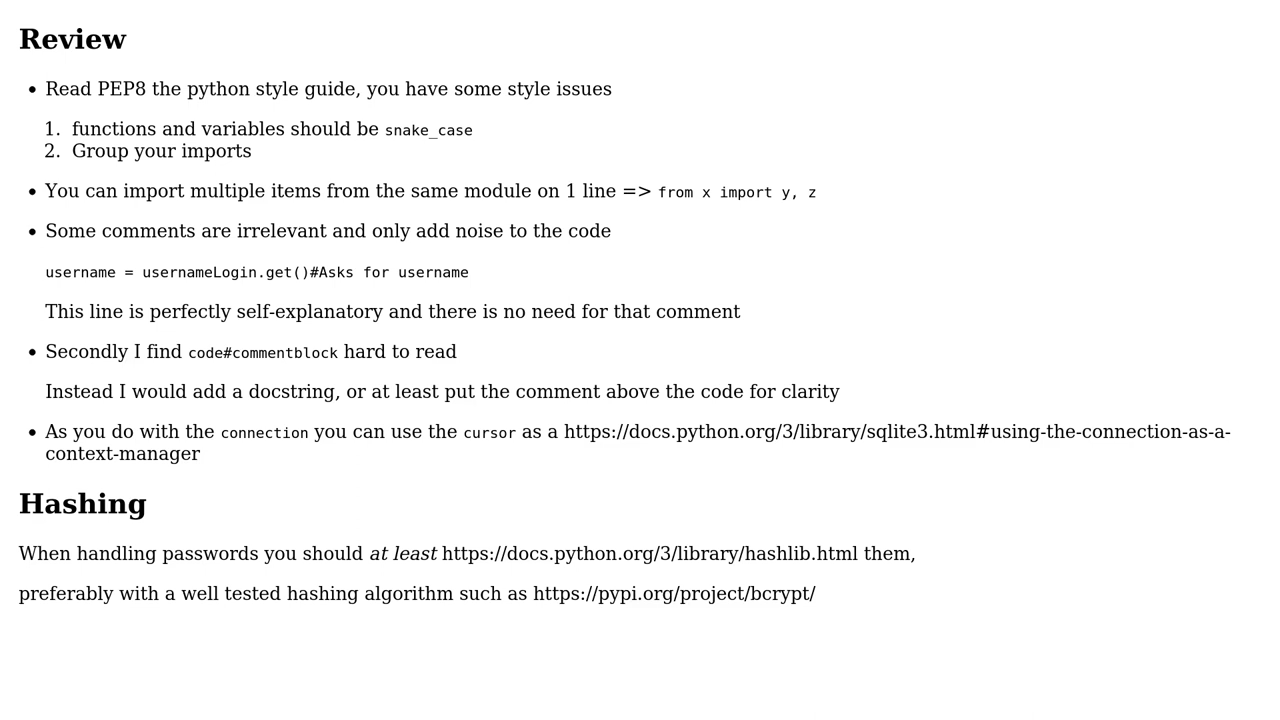 Review
• Read PEP8 the python style guide, you have some style issues
1. functions and variables should be snake_case
2. Group your imports
• You can import multiple items from the same module on 1 line => from x import y, z
• Some comments are irrelevant and only add noise to the code
username = usernameLogin.get()#Asks for username
This line is perfectly self-explanatory and there is no need for that comment
• Secondly I find code#commentblock hard to read
Instead I would add a docstring, or at least put the comment above the code for clarity
• As you do with the connection you can use the cursor as a https://docs.python.org/3/library/sqlite3.html#using-the-connection-as-a-
context-manager
Hashing
When handling passwords you should at least https://docs.python.org/3/library/hashlib.html them,
preferably with a well tested hashing algorithm such as https://pypi.org/project/bcrypt/